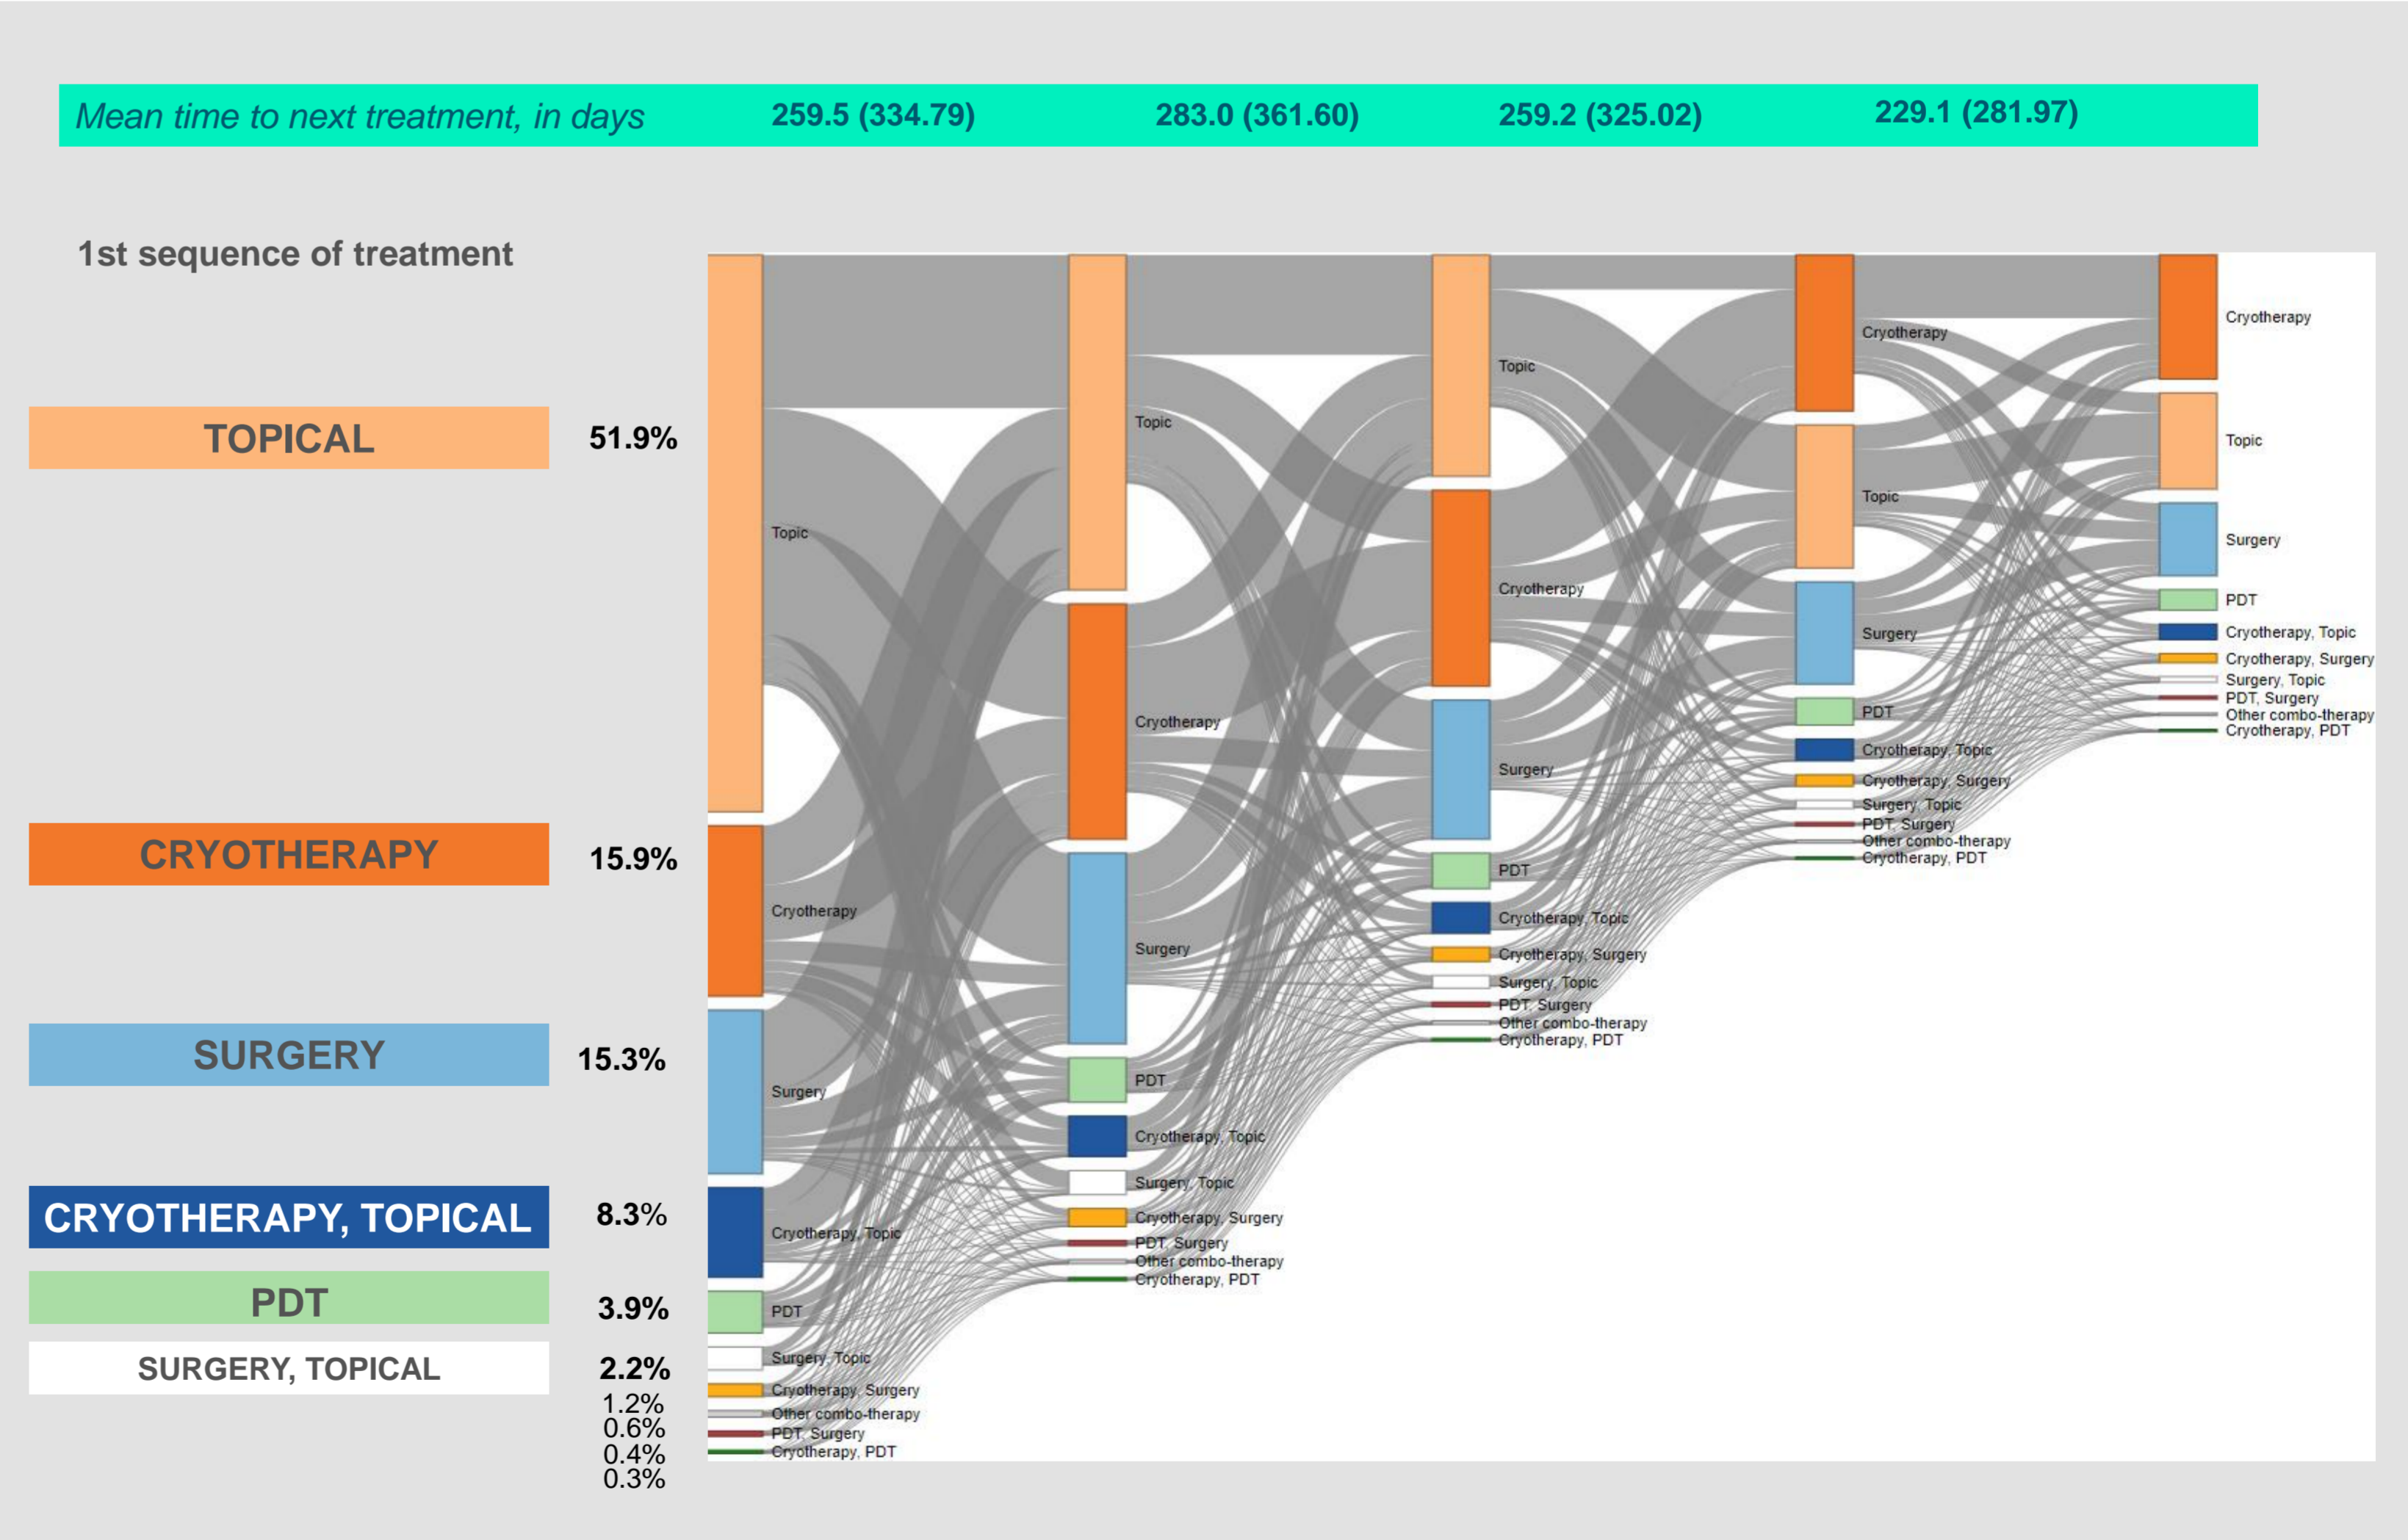 Mean time to next treatment, in days 259.5 (334.79) 283.0 (361.60) 259.2 (325.02) 229.1 (281.97)
1st sequence of treatment
TOPICAL 51.9%
CRYOTHERAPY 15.9%
SURGERY 15.3%
CRYOTHERAPY, TOPICAL 8.3%
PDT 3.9%
SURGERY, TOPICAL 2.2%
1.2%
0.6%
0.4%
0.3%
Topic
Cryotherapy
Surgery
Cryotherapy, Topic
PDT
Surgery, Topic
Cryotherapy, Surgery
Other combo-therapy
PDT, Surgery
Cryotherapy, PDT
Topic
Cryotherapy
Surgery
PDT
Cryotherapy, Topic
Surgery, Topic
Cryotherapy, Surgery
PDT, Surgery
Other combo-therapy
Cryotherapy, PDT
Topic
Cryotherapy
Surgery
PDT
Cryotherapy, Topic
Cryotherapy, Surgery
Surgery, Topic
PDT, Surgery
Other combo-therapy
Cryotherapy, PDT
Cryotherapy
Topic
Surgery
PDT
Cryotherapy, Topic
Cryotherapy, Surgery
Surgery, Topic
PDT, Surgery
Other combo-therapy
Cryotherapy, PDT
Cryotherapy
Topic
Surgery
PDT
Cryotherapy, Topic
Cryotherapy, Surgery
Surgery, Topic
PDT, Surgery
Other combo-therapy
Cryotherapy, PDT